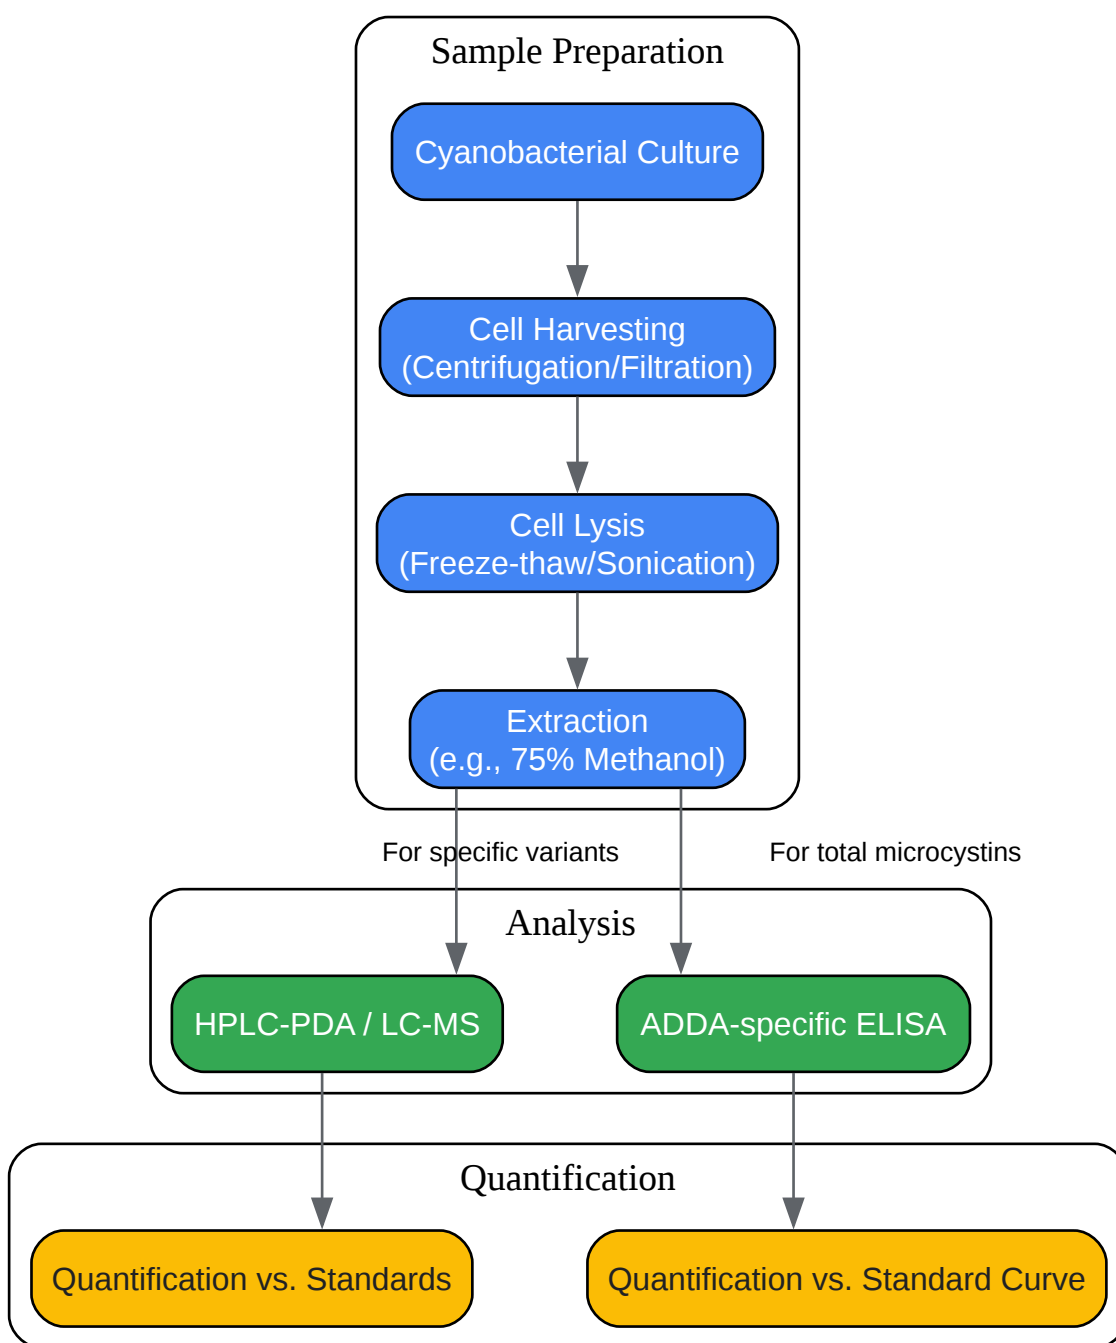 Sample Preparation
Cyanobacterial Culture
Cell Harvesting
(Centrifugation/Filtration)
Cell Lysis
(Freeze-thaw/Sonication)
Extraction
(e.g., 75% Methanol)
For specific variants
For total microcystins
Analysis
HPLC-PDA / LC-MS
ADDA-specific ELISA
Quantification
Quantification vs. Standards
Quantification vs. Standard Curve